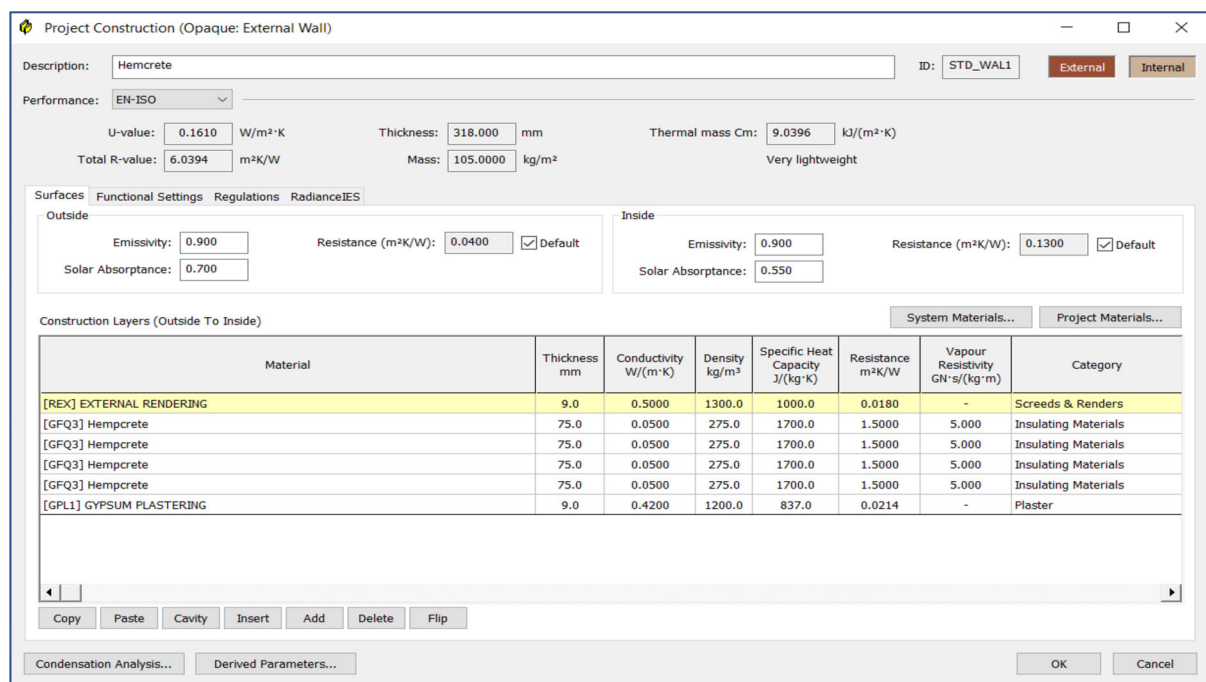 Project Construction (Opaque: External Wall)
Description: Hemcrete ID: STD_WAL1 External Internal
Performance: EN-ISO
U-value: 0.1610 W/m²·K Thickness: 318.000 mm Thermal mass Cm: 9.0396 kJ/(m²·K)
Total R-value: 6.0394 m²K/W Mass: 105.0000 kg/m² Very lightweight
Surfaces Functional Settings Regulations RadianceIES
Outside Inside
Emissivity: 0.900 Resistance (m²K/W): 0.0400 Default Emissivity: 0.900 Resistance (m²K/W): 0.1300 Default
Solar Absorptance: 0.700 Solar Absorptance: 0.550
Construction Layers (Outside To Inside) System Materials... Project Materials...
Material Thickness mm Conductivity W/(m·K) Density kg/m³ Specific Heat Capacity J/(kg·K) Resistance m²K/W Vapour Resistivity GN·s/(kg·m) Category
[REX] EXTERNAL RENDERING 9.0 0.5000 1300.0 1000.0 0.0180 - Screeds & Renders
[GFQ3] Hempcrete 75.0 0.0500 275.0 1700.0 1.5000 5.000 Insulating Materials
[GFQ3] Hempcrete 75.0 0.0500 275.0 1700.0 1.5000 5.000 Insulating Materials
[GFQ3] Hempcrete 75.0 0.0500 275.0 1700.0 1.5000 5.000 Insulating Materials
[GFQ3] Hempcrete 75.0 0.0500 275.0 1700.0 1.5000 5.000 Insulating Materials
[GPL1] GYPSUM PLASTERING 9.0 0.4200 1200.0 837.0 0.0214 - Plaster
Copy Paste Cavity Insert Add Delete Flip
Condensation Analysis... Derived Parameters... OK Cancel